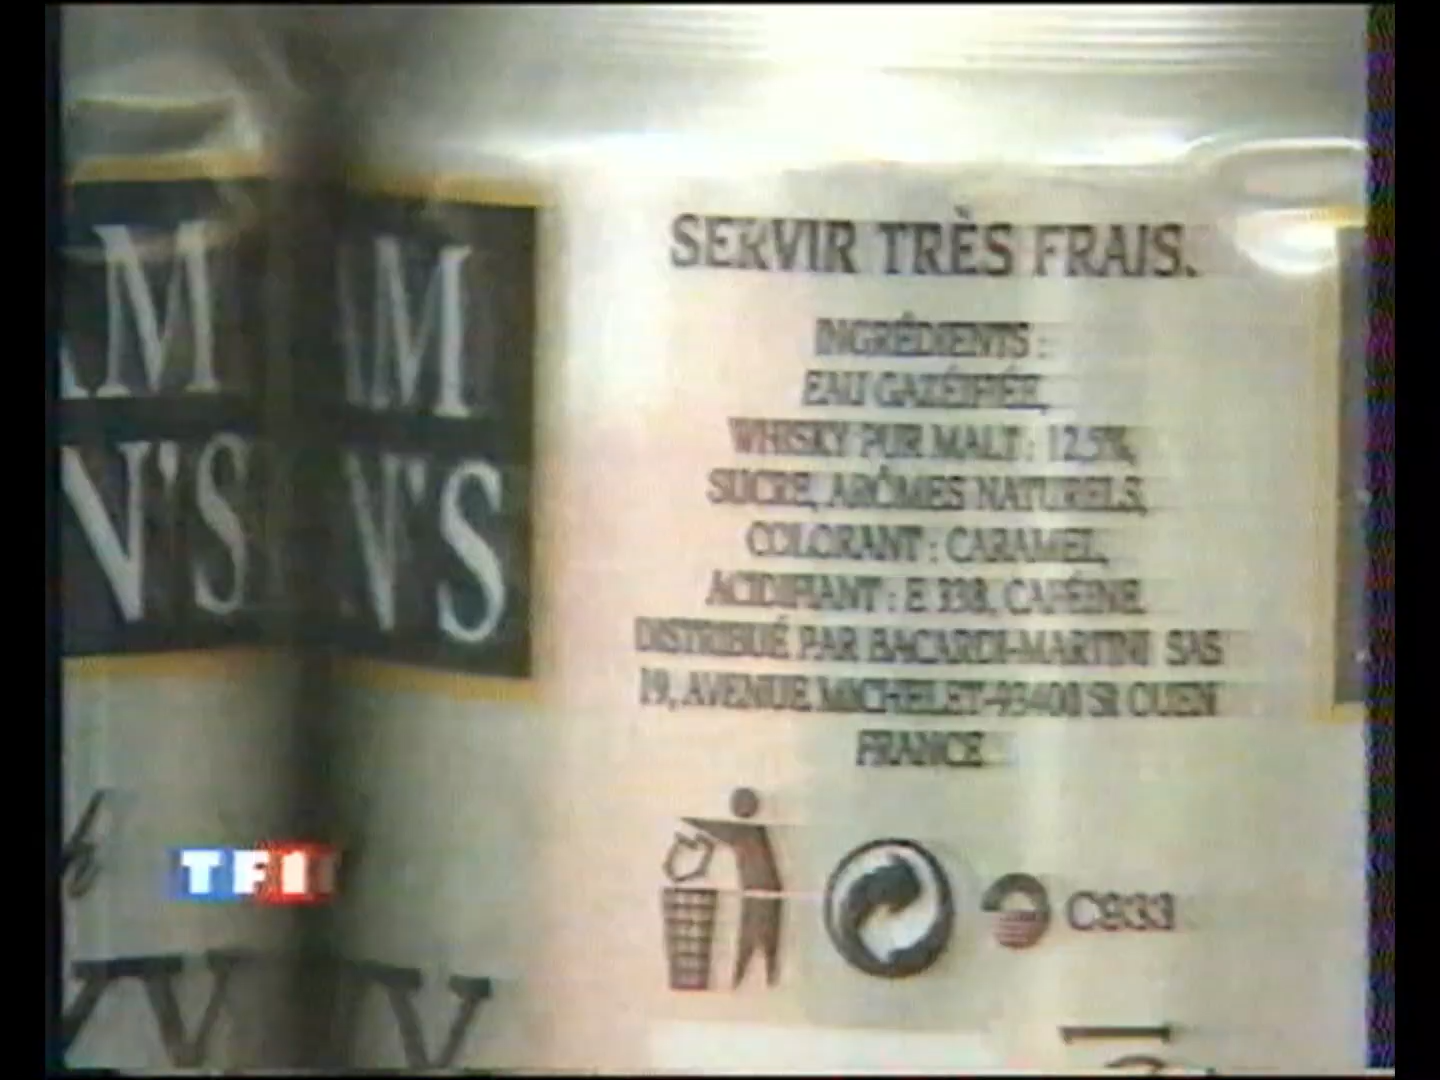 AM
AM
N'S
N'S
SERVIR TRÈS FRAIS.
INGRÉDIENTS :
EAU GAZÉIFIÉE,
WHISKY PUR MALT : 12.5%,
SUCRE, ARÔMES NATURELS,
COLORANT : CARAMEL,
ACIDIFIANT : E 338, CAFÉINE.
DISTRIBUÉ PAR BACARDI-MARTINI SAS
19, AVENUE MICHELET-93400 St OUEN
FRANCE
C933
TF1